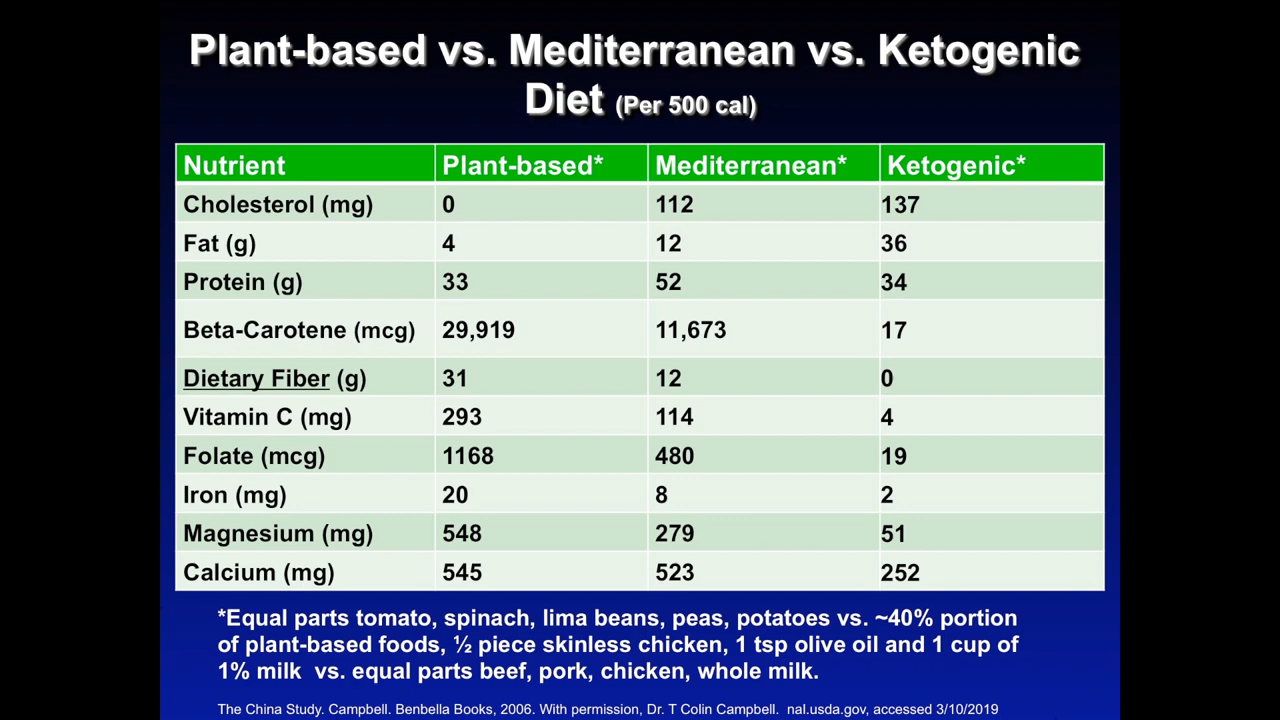 Plant-based vs. Mediterranean vs. Ketogenic
Diet (Per 500 cal)
Nutrient Plant-based* Mediterranean* Ketogenic*
Cholesterol (mg) 0 112 137
Fat (g) 4 12 36
Protein (g) 33 52 34
Beta-Carotene (mcg) 29,919 11,673 17
Dietary Fiber (g) 31 12 0
Vitamin C (mg) 293 114 4
Folate (mcg) 1168 480 19
Iron (mg) 20 8 2
Magnesium (mg) 548 279 51
Calcium (mg) 545 523 252
*Equal parts tomato, spinach, lima beans, peas, potatoes vs. ~40% portion
of plant-based foods, ½ piece skinless chicken, 1 tsp olive oil and 1 cup of
1% milk vs. equal parts beef, pork, chicken, whole milk.
The China Study. Campbell. Benbella Books, 2006. With permission, Dr. T Colin Campbell. nal.usda.gov, accessed 3/10/2019